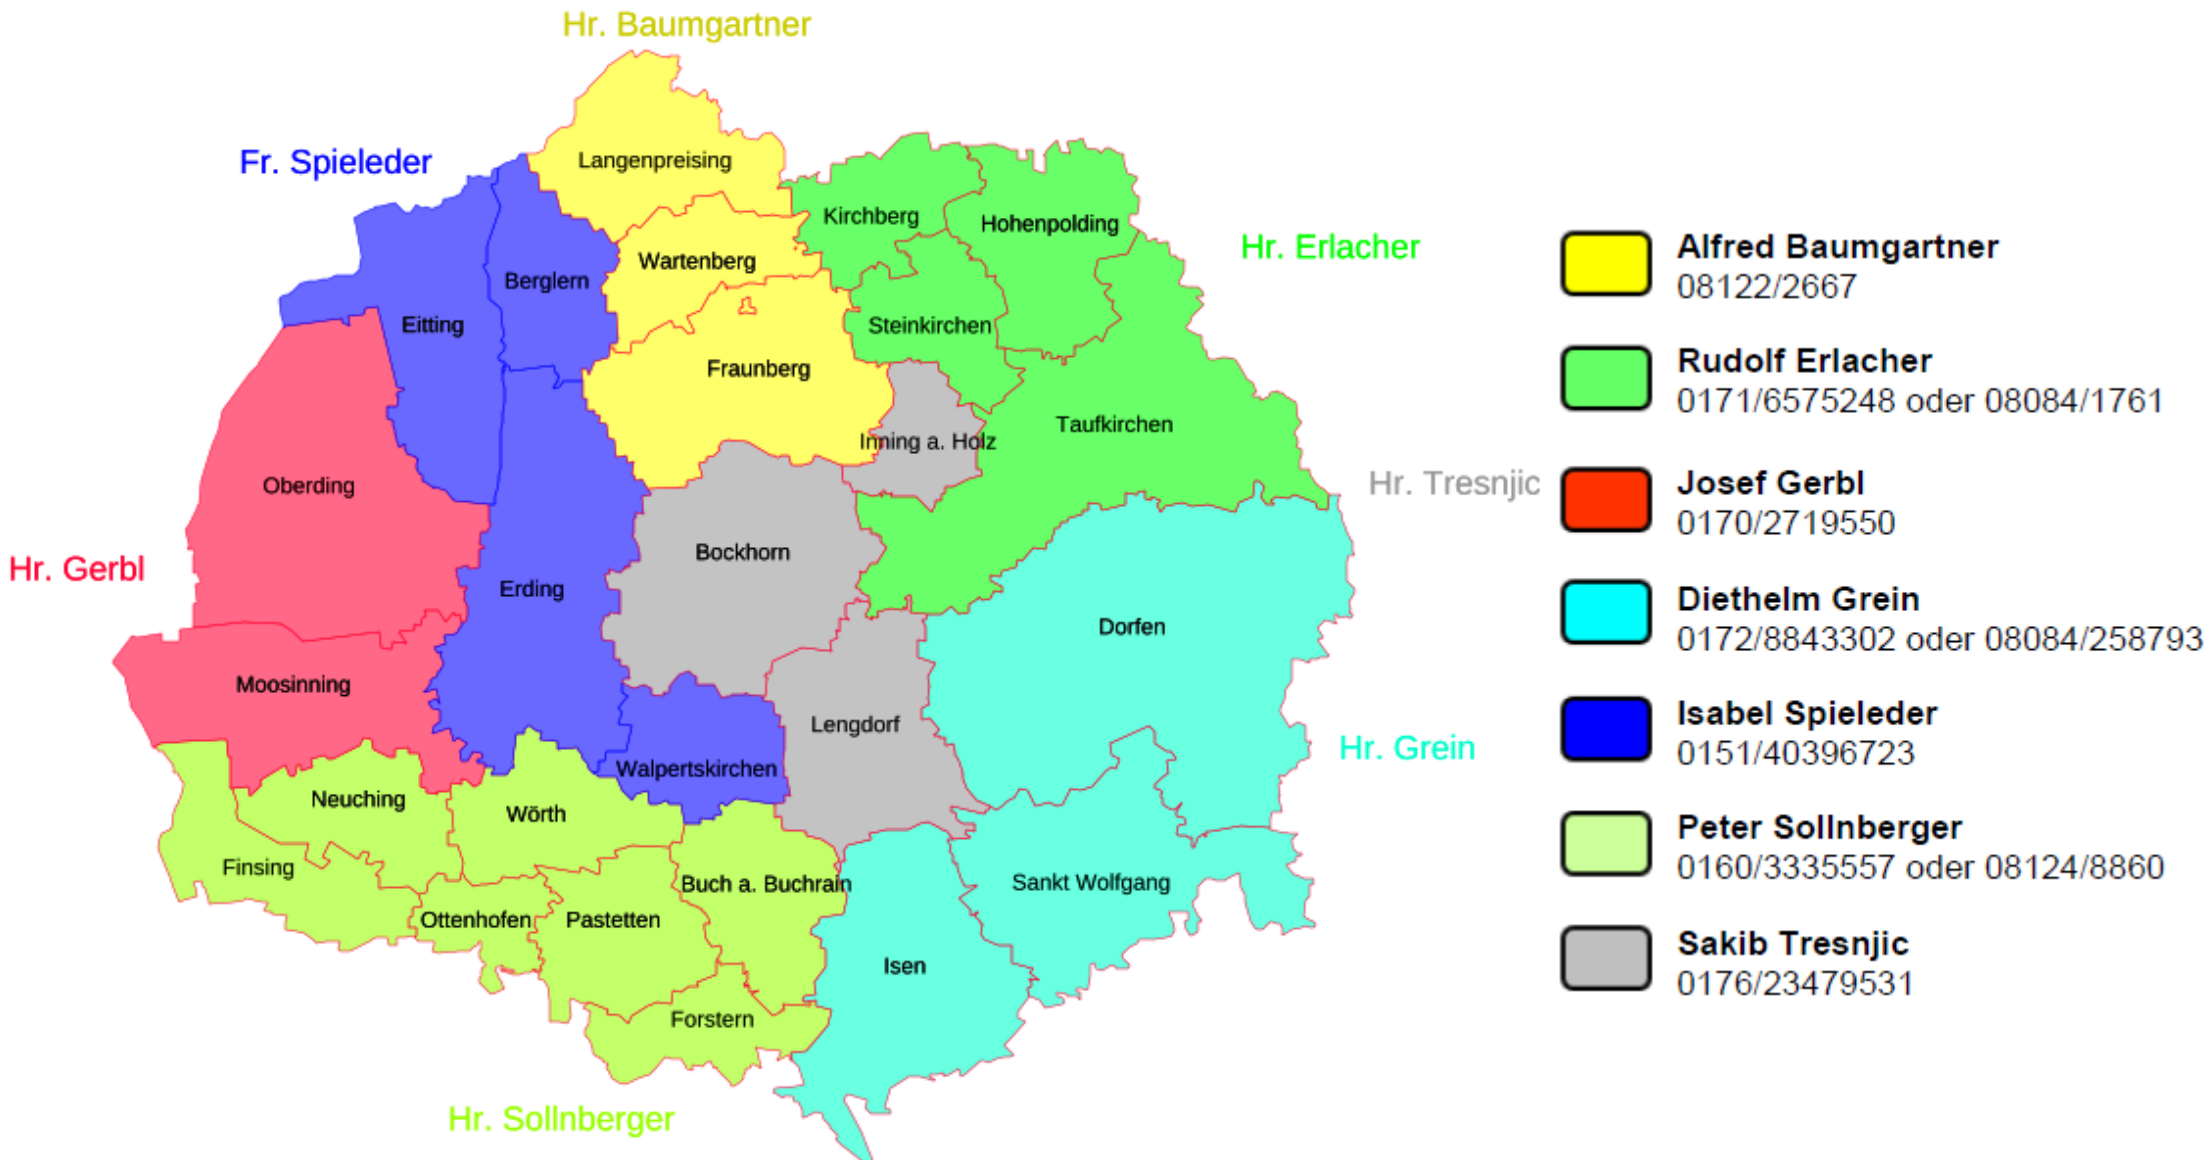 Hr. Baumgartner
Fr. Spieleder
Langenpreising
Kirchberg
Hohenpolding
Hr. Erlacher
Wartenberg
Berglern
Eitting
Steinkirchen
Fraunberg
Taufkirchen
Inning a. Holz
Oberding
Hr. Tresnjic
Bockhorn
Hr. Gerbl
Erding
Dorfen
Moosinning
Lengdorf
Hr. Grein
Walpertskirchen
Neuching
Wörth
Finsing
Buch a. Buchrain
Sankt Wolfgang
Ottenhofen
Pastetten
Isen
Forstern
Hr. Sollnberger
Alfred Baumgartner
08122/2667
Rudolf Erlacher
0171/6575248 oder 08084/1761
Josef Gerbl
0170/2719550
Diethelm Grein
0172/8843302 oder 08084/258793
Isabel Spieleder
0151/40396723
Peter Sollnberger
0160/3335557 oder 08124/8860
Sakib Tresnjic
0176/23479531